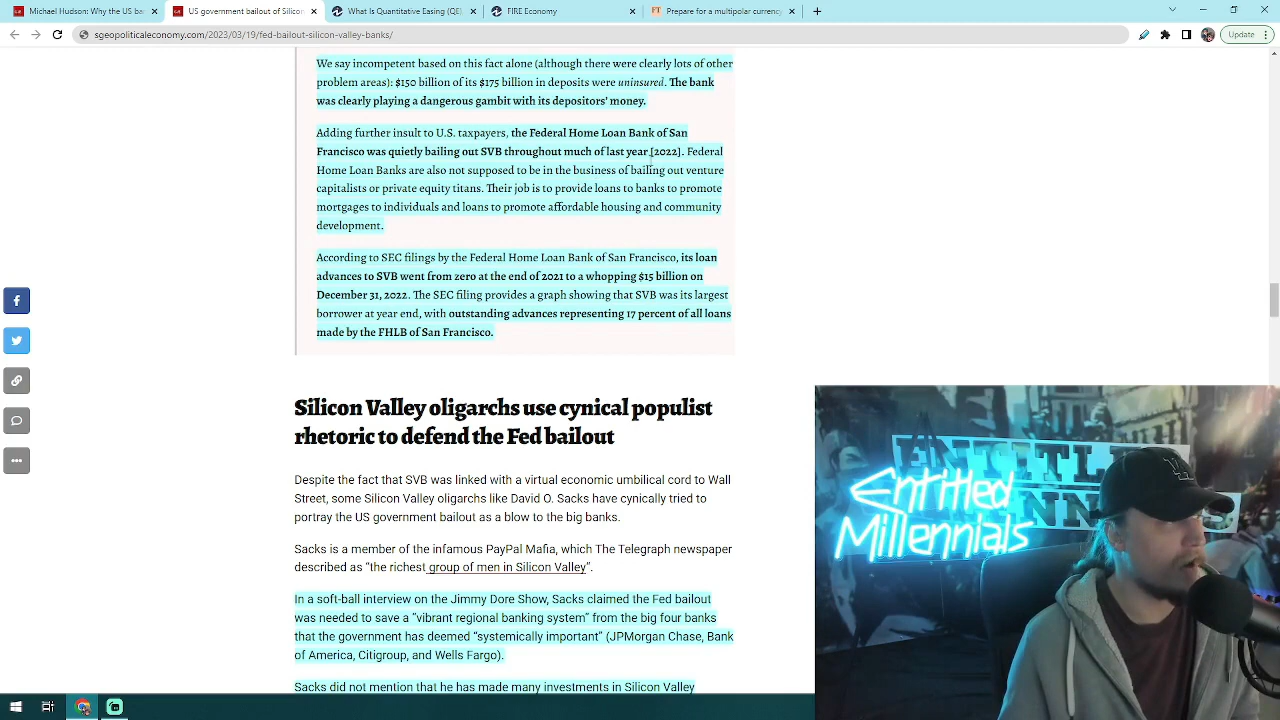 Michael Hudson: Why the US ba
US government bailout of Silicon
What Is Quantitative Easing (QE)
FIRE Economy
Prepare for a multipolar currency
sgeopoliticaleconomy.com/2023/03/19/fed-bailout-silicon-valley-banks/
Update
We say incompetent based on this fact alone (although there were clearly lots of other
problem areas): $150 billion of its $175 billion in deposits were uninsured. The bank
was clearly playing a dangerous gambit with its depositors' money.
Adding further insult to U.S. taxpayers, the Federal Home Loan Bank of San
Francisco was quietly bailing out SVB throughout much of last year [2022]. Federal
Home Loan Banks are also not supposed to be in the business of bailing out venture
capitalists or private equity titans. Their job is to provide loans to banks to promote
mortgages to individuals and loans to promote affordable housing and community
development.
According to SEC filings by the Federal Home Loan Bank of San Francisco, its loan
advances to SVB went from zero at the end of 2021 to a whopping $15 billion on
December 31, 2022. The SEC filing provides a graph showing that SVB was its largest
borrower at year end, with outstanding advances representing 17 percent of all loans
made by the FHLB of San Francisco.
Silicon Valley oligarchs use cynical populist
rhetoric to defend the Fed bailout
Despite the fact that SVB was linked with a virtual economic umbilical cord to Wall
Street, some Silicon Valley oligarchs like David O. Sacks have cynically tried to
portray the US government bailout as a blow to the big banks.
Sacks is a member of the infamous PayPal Mafia, which The Telegraph newspaper
described as “the richest group of men in Silicon Valley”.
In a soft-ball interview on the Jimmy Dore Show, Sacks claimed the Fed bailout
was needed to save a “vibrant regional banking system” from the big four banks
that the government has deemed “systemically important” (JPMorgan Chase, Bank
of America, Citigroup, and Wells Fargo).
Sacks did not mention that he has made many investments in Silicon Valley
Entitled
Millennials